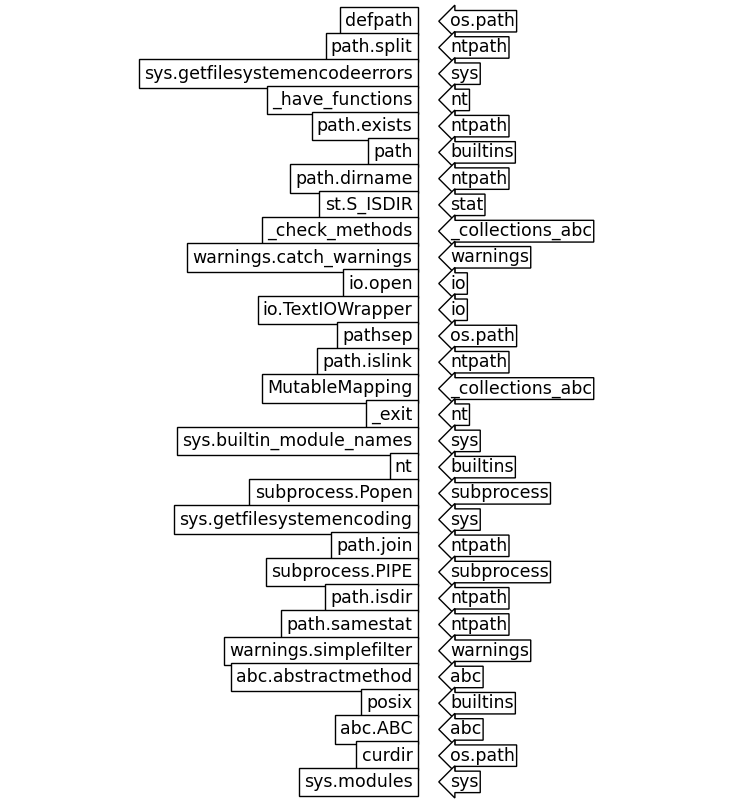 defpath os.path
path.split ntpath
sys.getfilesystemencodeerrors sys
_have_functions nt
path.exists ntpath
path builtins
path.dirname ntpath
st.S_ISDIR stat
_check_methods _collections_abc
warnings.catch_warnings warnings
io.open io
io.TextIOWrapper io
pathsep os.path
path.islink ntpath
MutableMapping _collections_abc
_exit nt
sys.builtin_module_names sys
nt builtins
subprocess.Popen subprocess
sys.getfilesystemencoding sys
path.join ntpath
subprocess.PIPE subprocess
path.isdir ntpath
path.samestat ntpath
warnings.simplefilter warnings
abc.abstractmethod abc
posix builtins
abc.ABC abc
curdir os.path
sys.modules sys